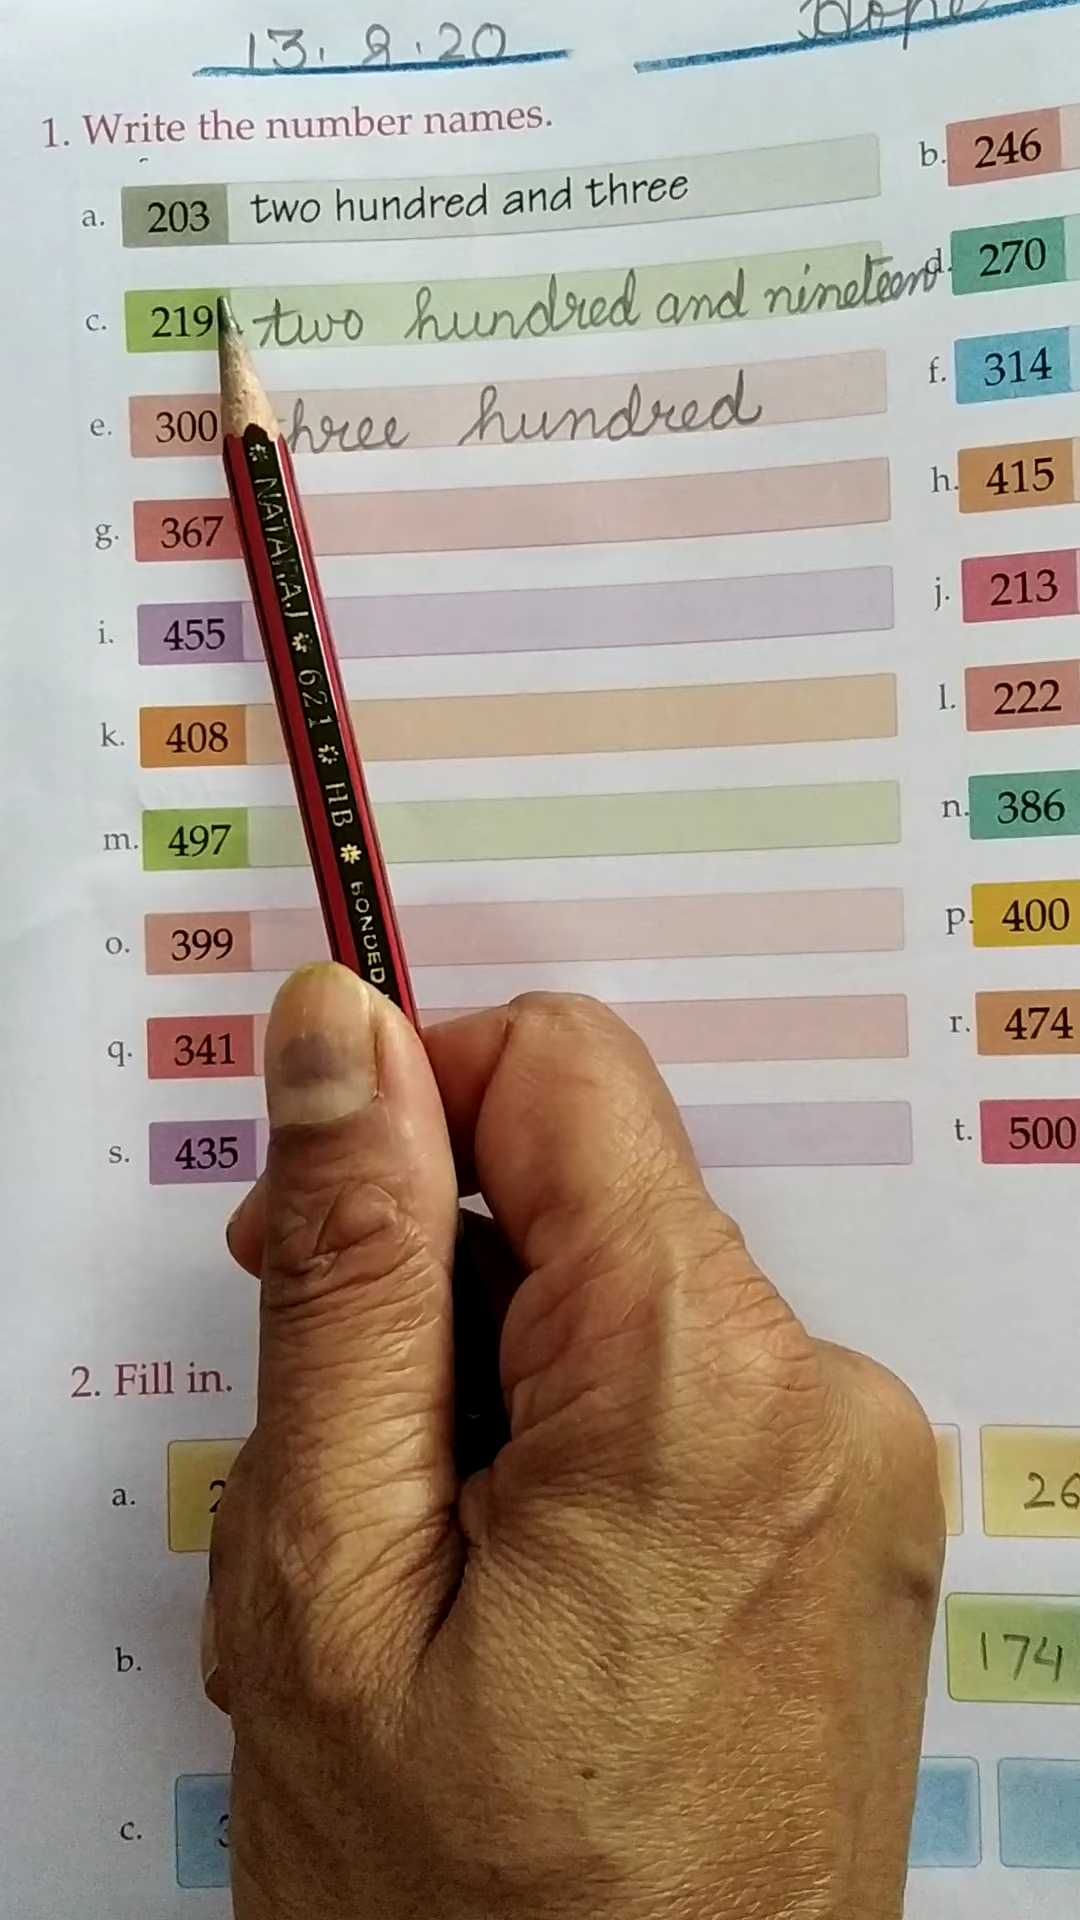 13. 8. 20
1. Write the number names.
a. 203 two hundred and three
b. 246
c. 219 two hundred and nineteen
d. 270
e. 300 three hundred
f. 314
g. 367
h. 415
i. 455
j. 213
k. 408
l. 222
m. 497
n. 386
o. 399
p. 400
q. 341
r. 474
s. 435
t. 500
NATARAJ * 621 * HB * BONDED
2. Fill in.
a. 26
b. 174
c.